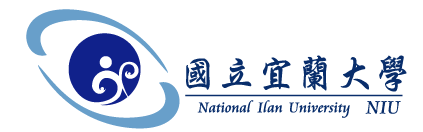 國立宜蘭大學
National Ilan University NIU